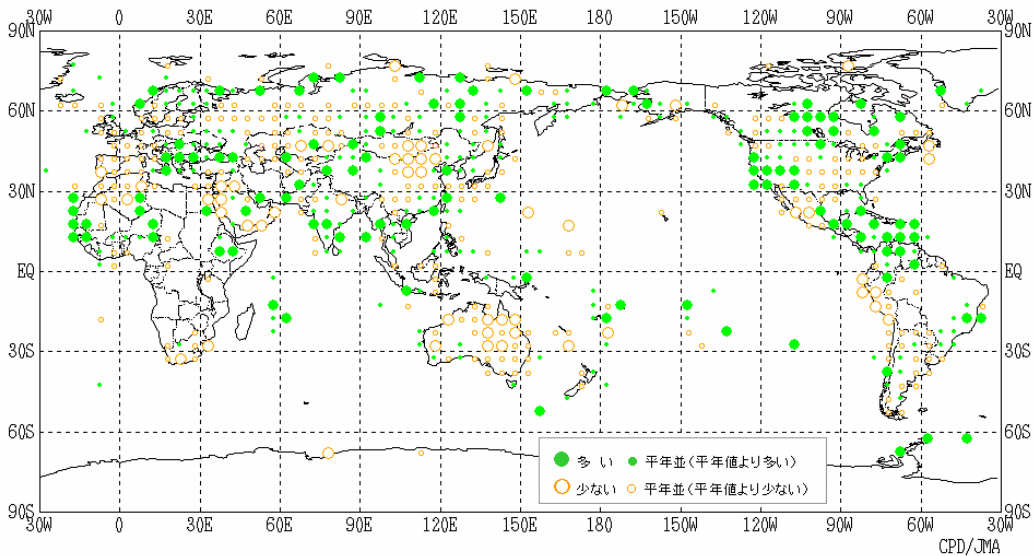 30W 0 30E 60E 90E 120E 150E 180 150W 120W 90W 60W 30W
90N 90N
60N 60N
30N 30N
EQ EQ
30S 30S
60S 60S
多 い 平年並(平年値より多い)
少ない 平年並(平年値より少ない)
90S 90S
30W 0 30E 60E 90E 120E 150E 180 150W 120W 90W 60W 30W
CPD/JMA